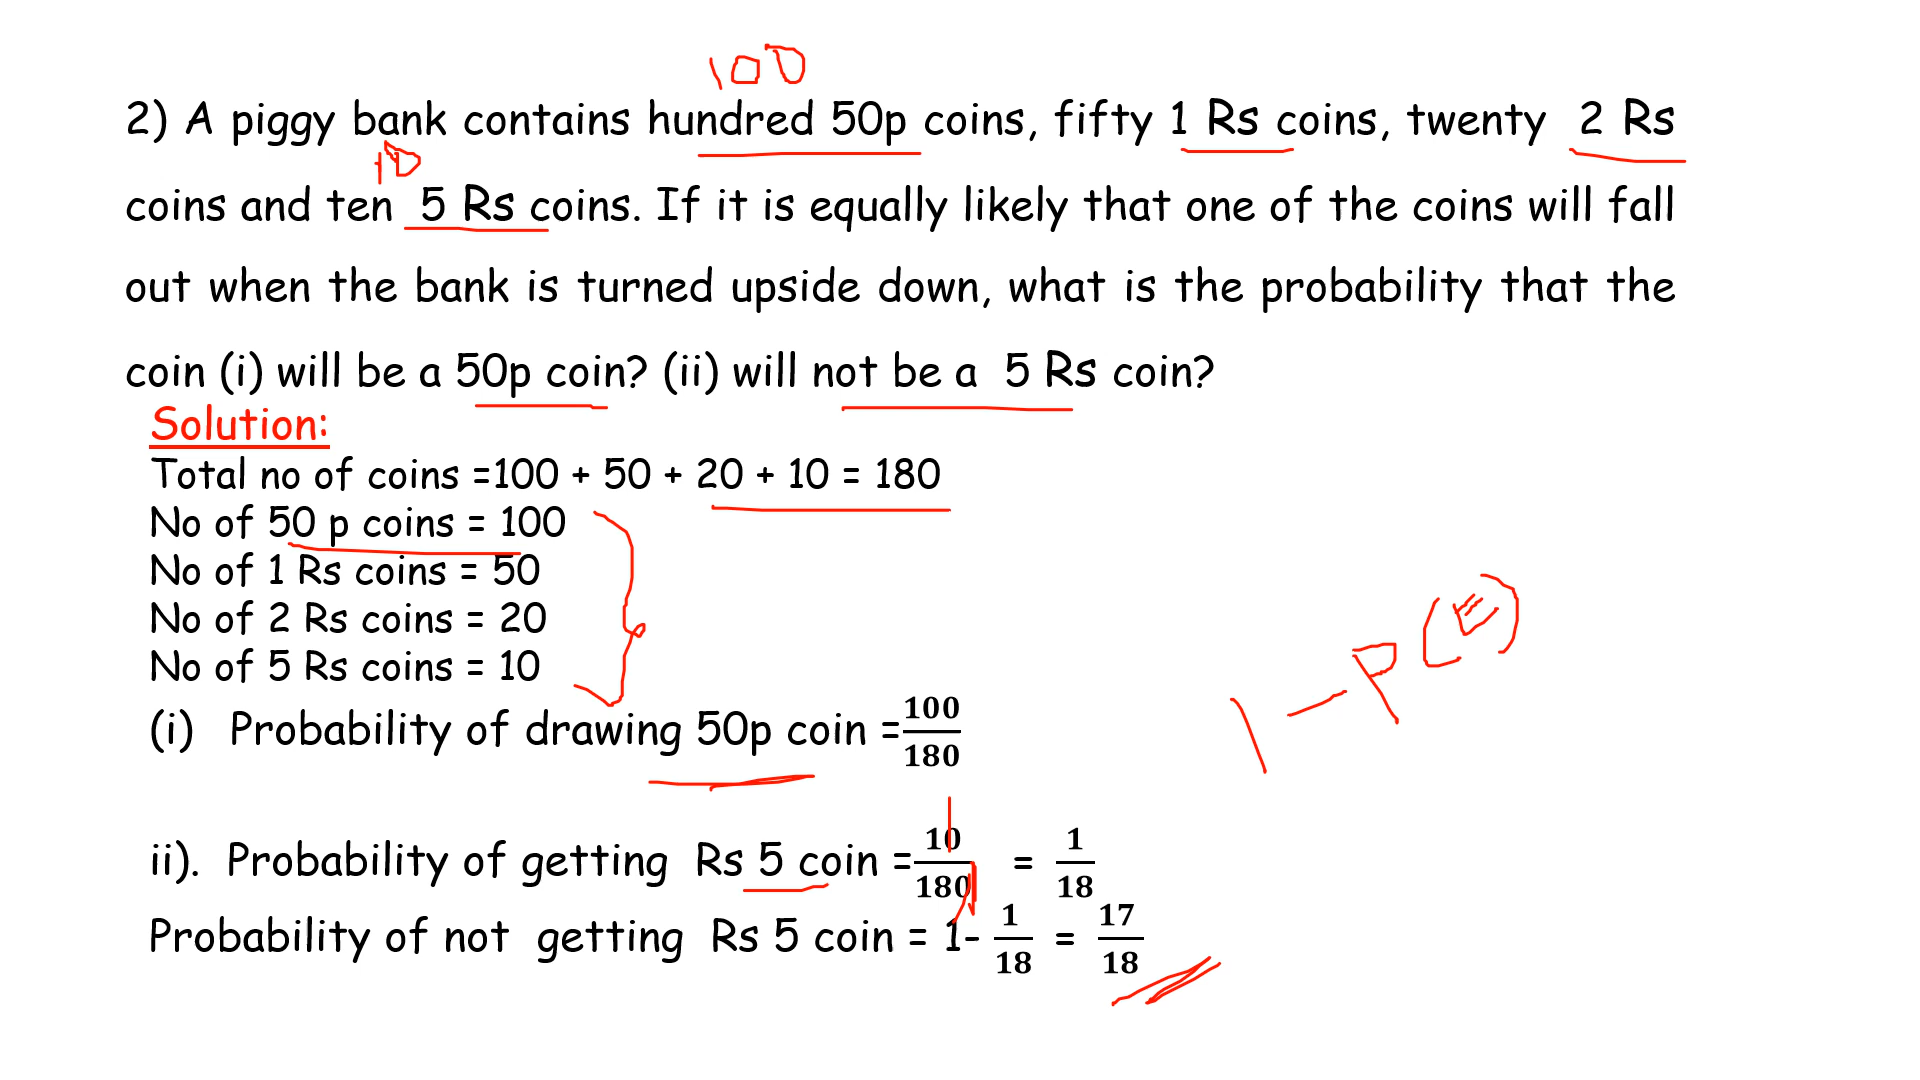 100
2) A piggy bank contains hundred 50p coins, fifty 1 Rs coins, twenty 2 Rs
10
coins and ten 5 Rs coins. If it is equally likely that one of the coins will fall
out when the bank is turned upside down, what is the probability that the
coin (i) will be a 50p coin? (ii) will not be a 5 Rs coin?
Solution:
Total no of coins =100 + 50 + 20 + 10 = 180
No of 50 p coins = 100
No of 1 Rs coins = 50
No of 2 Rs coins = 20
No of 5 Rs coins = 10
1 - P(E)
(i) Probability of drawing 50p coin =100/180
ii). Probability of getting Rs 5 coin =10/180 = 1/18
Probability of not getting Rs 5 coin = 1- 1/18 = 17/18